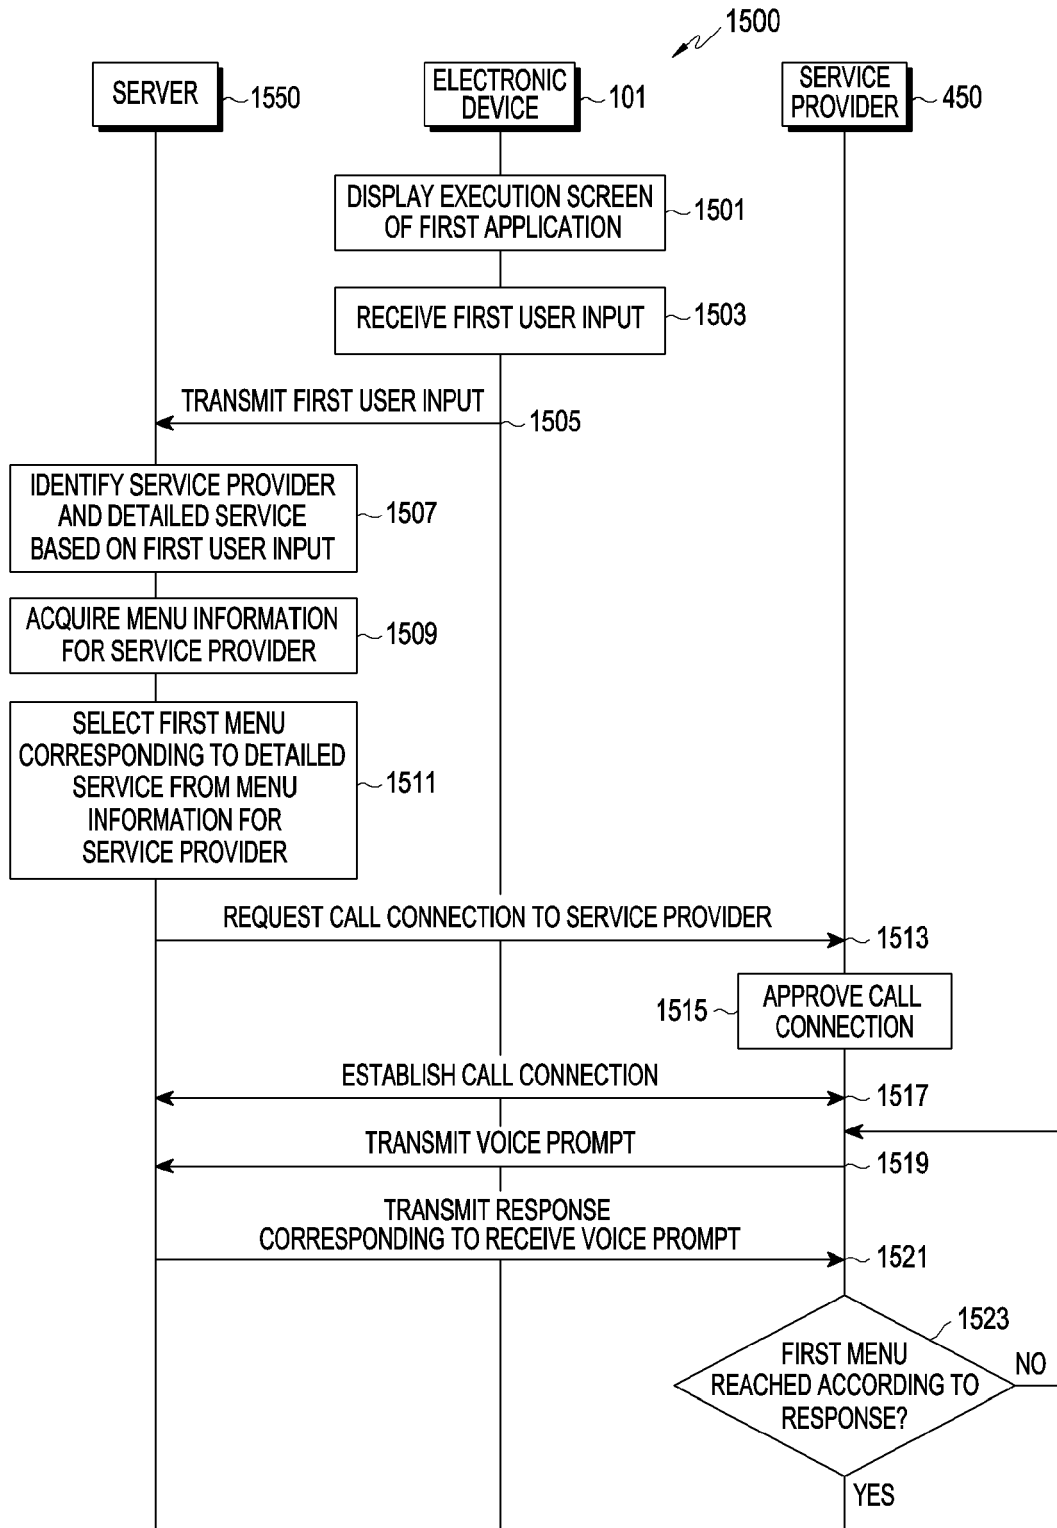 1500
SERVER
1550
ELECTRONIC
DEVICE
101
SERVICE
PROVIDER
450
DISPLAY EXECUTION SCREEN
OF FIRST APPLICATION
1501
RECEIVE FIRST USER INPUT
1503
TRANSMIT FIRST USER INPUT
1505
IDENTIFY SERVICE PROVIDER
AND DETAILED SERVICE
BASED ON FIRST USER INPUT
1507
ACQUIRE MENU INFORMATION
FOR SERVICE PROVIDER
1509
SELECT FIRST MENU
CORRESPONDING TO DETAILED
SERVICE FROM MENU
INFORMATION FOR
SERVICE PROVIDER
1511
REQUEST CALL CONNECTION TO SERVICE PROVIDER
1513
1515
APPROVE CALL
CONNECTION
ESTABLISH CALL CONNECTION
1517
TRANSMIT VOICE PROMPT
1519
TRANSMIT RESPONSE
CORRESPONDING TO RECEIVE VOICE PROMPT
1521
1523
FIRST MENU
REACHED ACCORDING TO
RESPONSE?
NO
YES